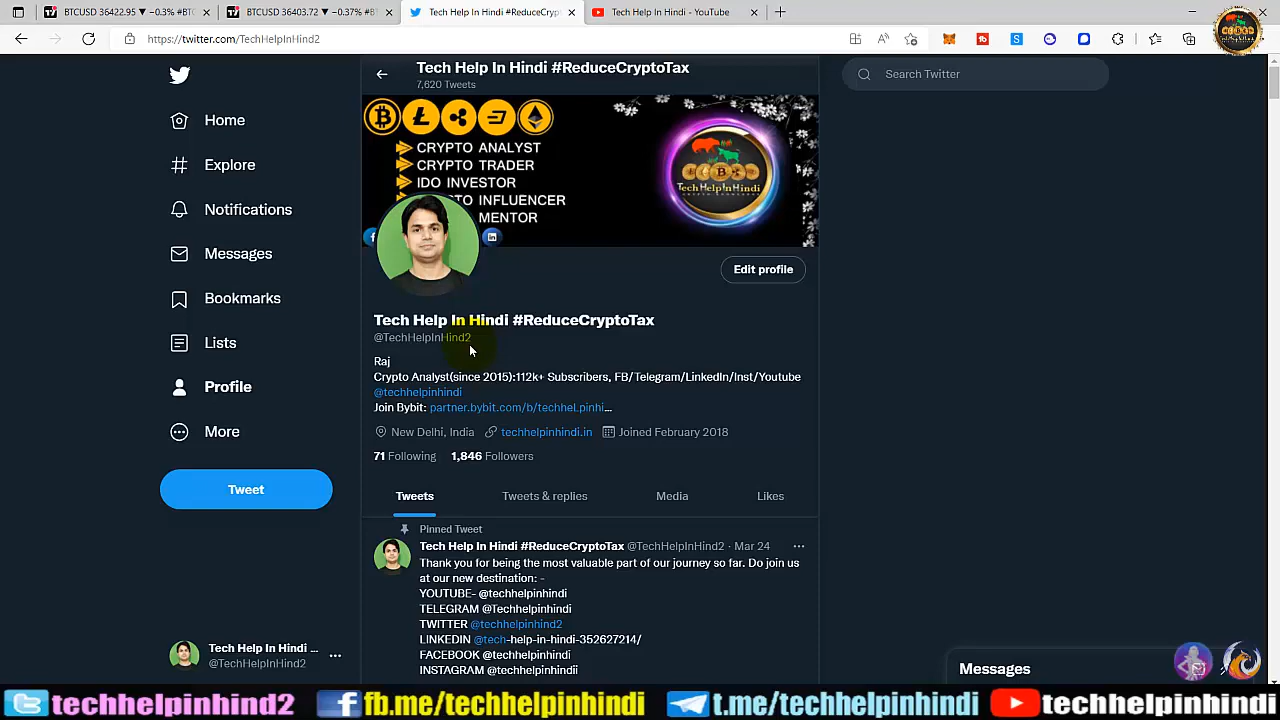 BTCUSD 36422.95 ▼ −0.3% #BTC
BTCUSD 36403.72 ▼ −0.37% #B
Tech Help In Hindi #ReduceCrypt
Tech Help In Hindi - YouTube
https://twitter.com/TechHelpInHind2
Tech Help In Hindi #ReduceCryptoTax
7,620 Tweets
Search Twitter
Home
Explore
Notifications
Messages
Bookmarks
Lists
Profile
More
Tweet
CRYPTO ANALYST
CRYPTO TRADER
IDO INVESTOR
TO INFLUENCER
MENTOR
TechHelpInHindi
Edit profile
Tech Help In Hindi #ReduceCryptoTax
@TechHelpInHind2
Raj
Crypto Analyst(since 2015):112k+ Subscribers, FB/Telegram/LinkedIn/Inst/Youtube
@techhelpinhindi
Join Bybit: partner.bybit.com/b/techheLpinhi...
New Delhi, India techhelpinhindi.in Joined February 2018
71 Following 1,846 Followers
Tweets Tweets & replies Media Likes
Pinned Tweet
Tech Help In Hindi #ReduceCryptoTax @TechHelpInHind2 · Mar 24
Thank you for being the most valuable part of our journey so far. Do join us
at our new destination: -
YOUTUBE- @techhelpinhindi
TELEGRAM @Techhelpinhindi
TWITTER @techhelpinhind2
LINKEDIN @tech-help-in-hindi-352627214/
FACEBOOK @techhelpinhindi
INSTAGRAM @techhelpinhindii
Tech Help In Hindi ...
@TechHelpInHind2
Messages
techhelpinhind2 fb.me/techhelpinhindi t.me/techhelpinhindi techhelpinhindi